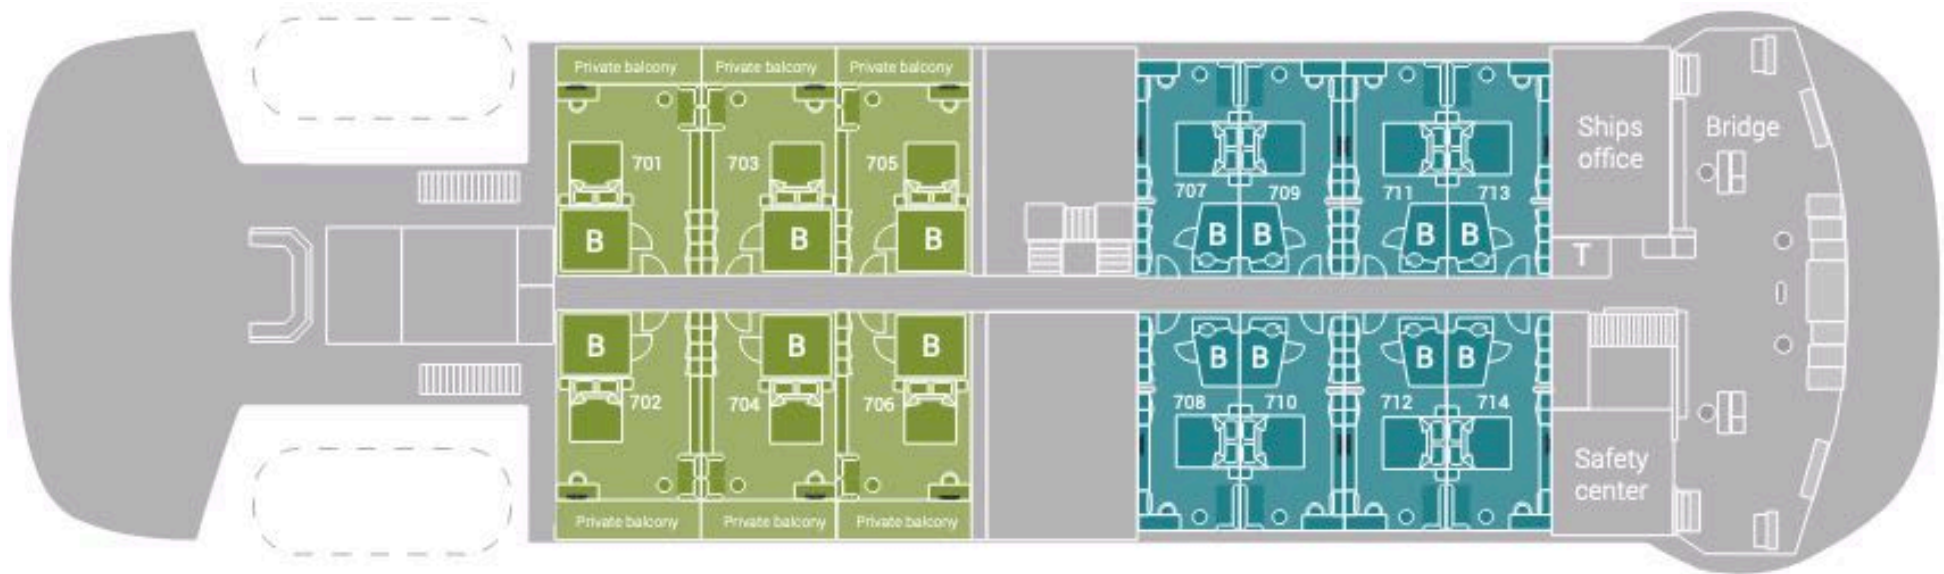 Private balcony Private balcony Private balcony
701 703 705
B B B
707 709 711 713
B B B B
Ships
office
Bridge
T
B B B
702 704 706
Private balcony Private balcony Private balcony
B B B B
708 710 712 714
Safety
center